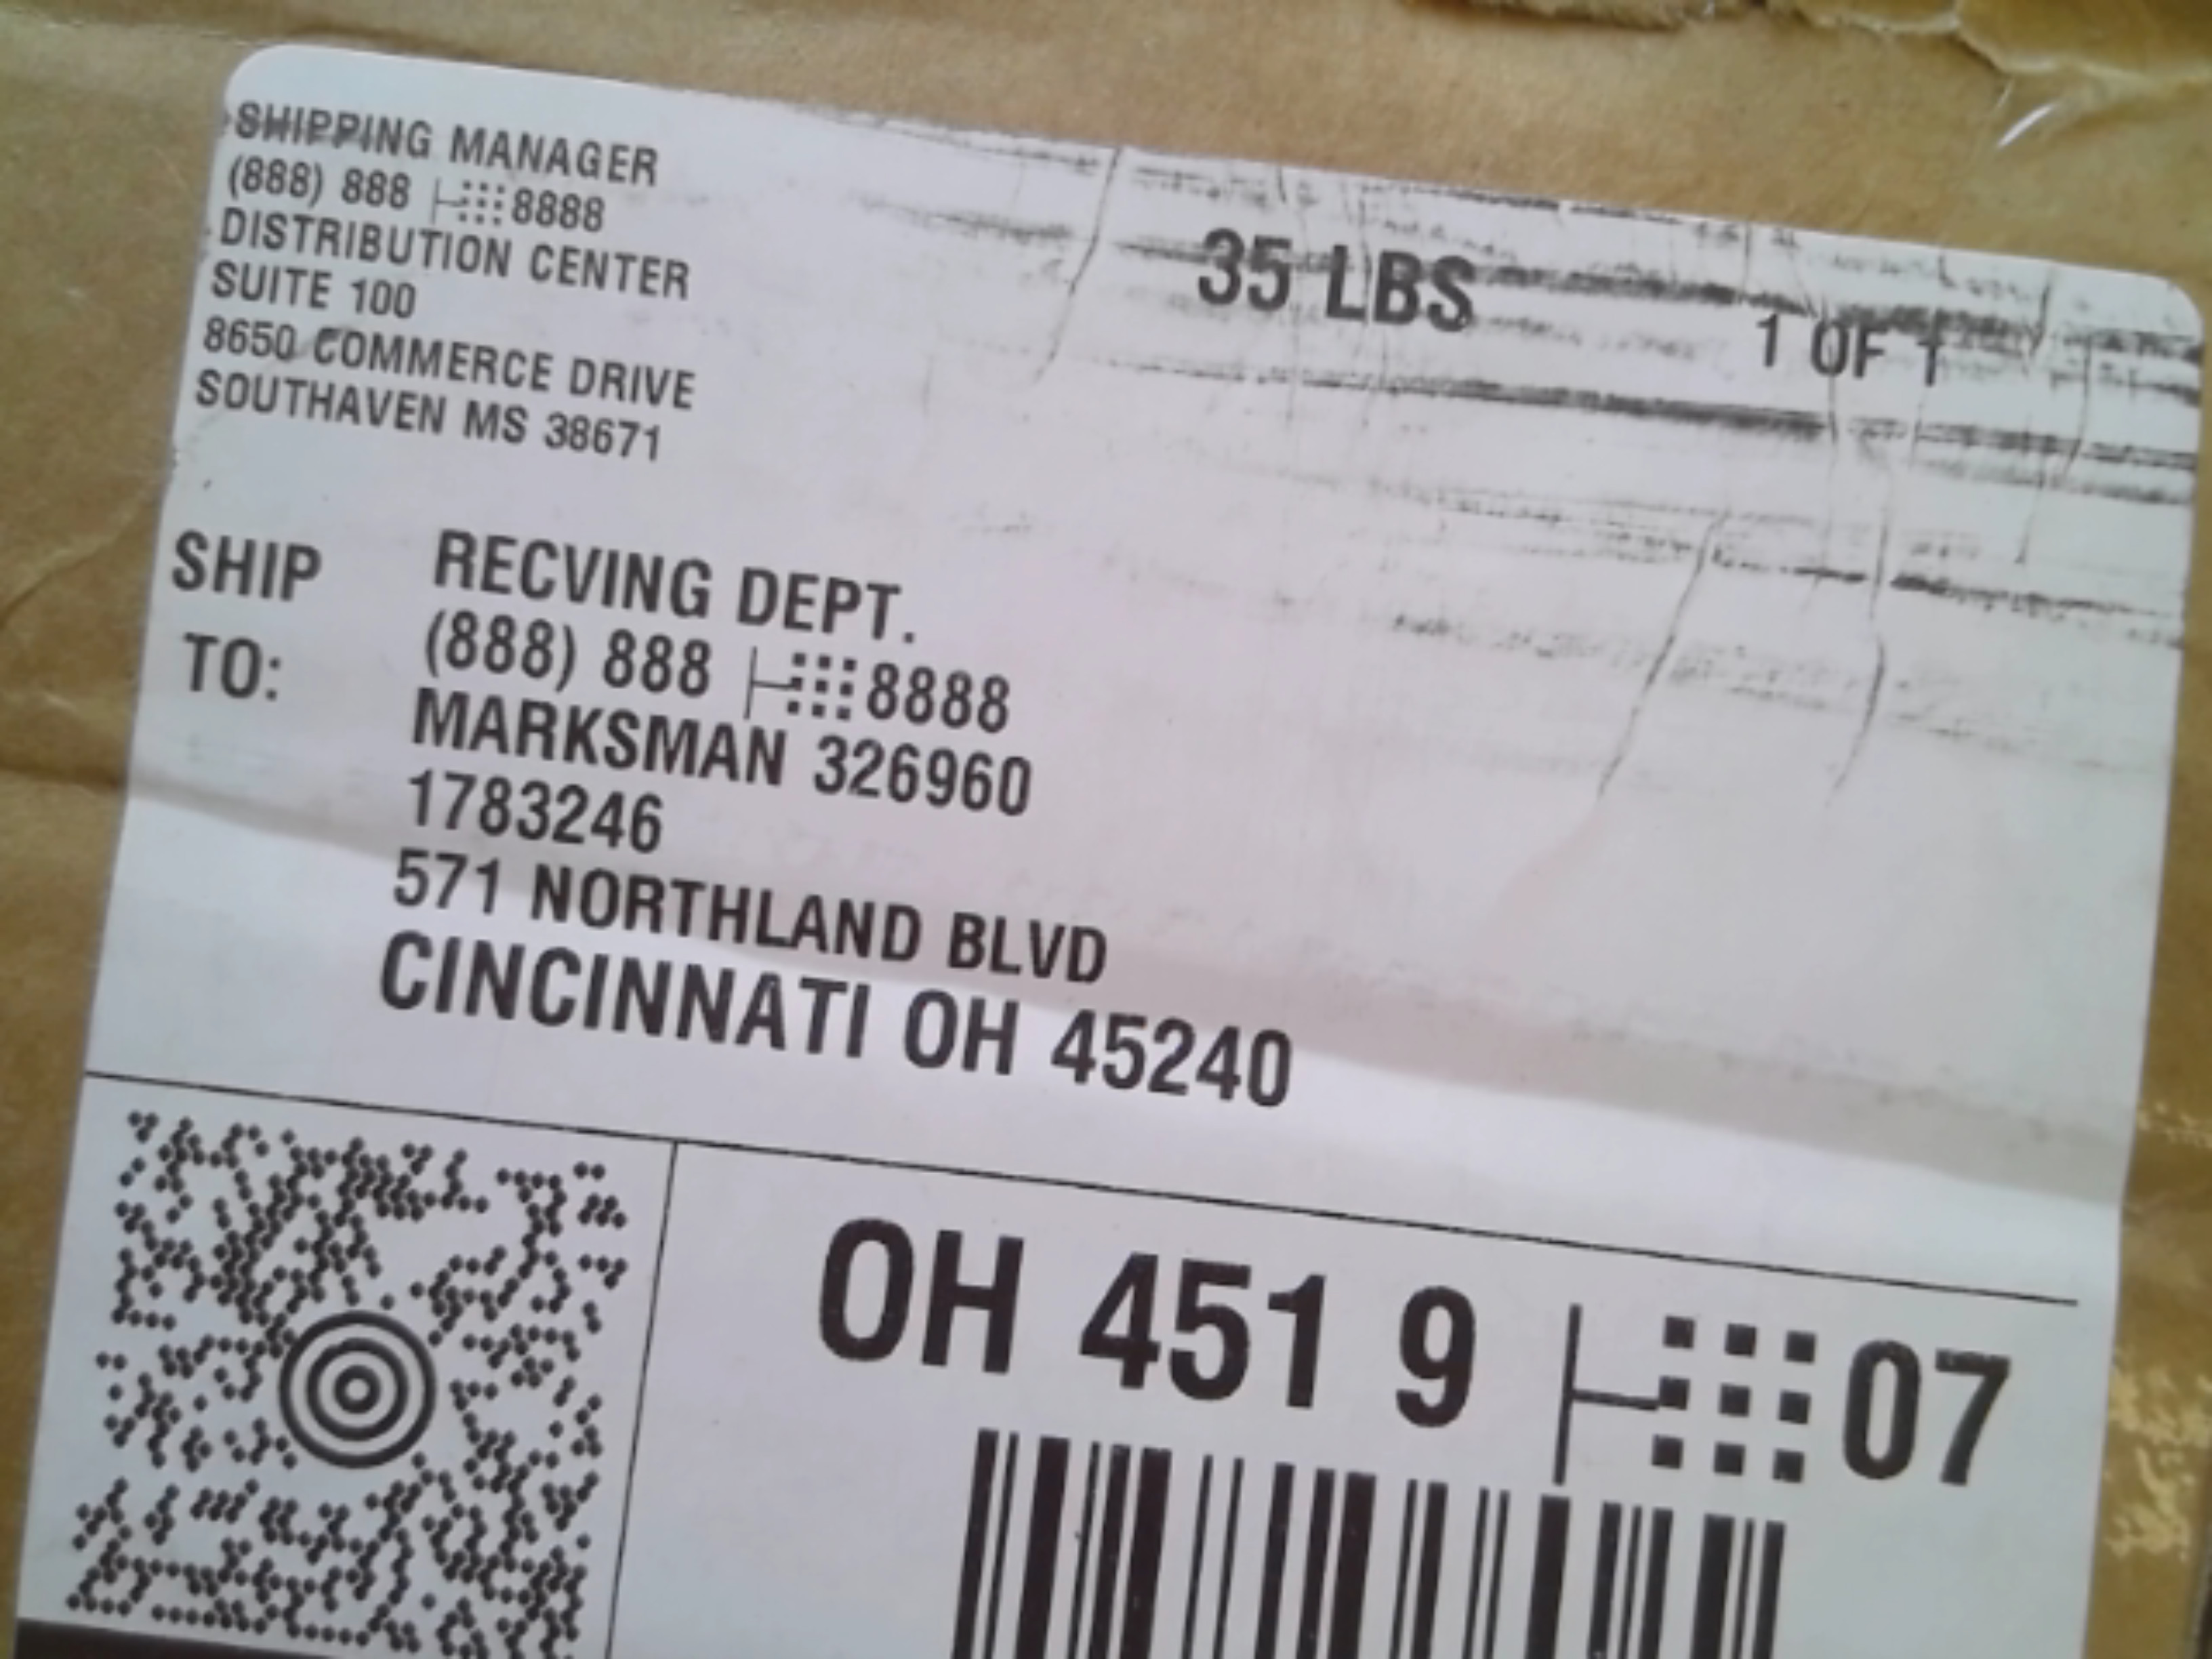 SHIPPING MANAGER
(888) 888 8888
DISTRIBUTION CENTER
SUITE 100
8650 COMMERCE DRIVE
SOUTHAVEN MS 38671
35 LBS
1 OF 1
SHIP TO:
RECVING DEPT.
(888) 888 8888
MARKSMAN 326960
1783246
571 NORTHLAND BLVD
CINCINNATI OH 45240
OH 451 9 07